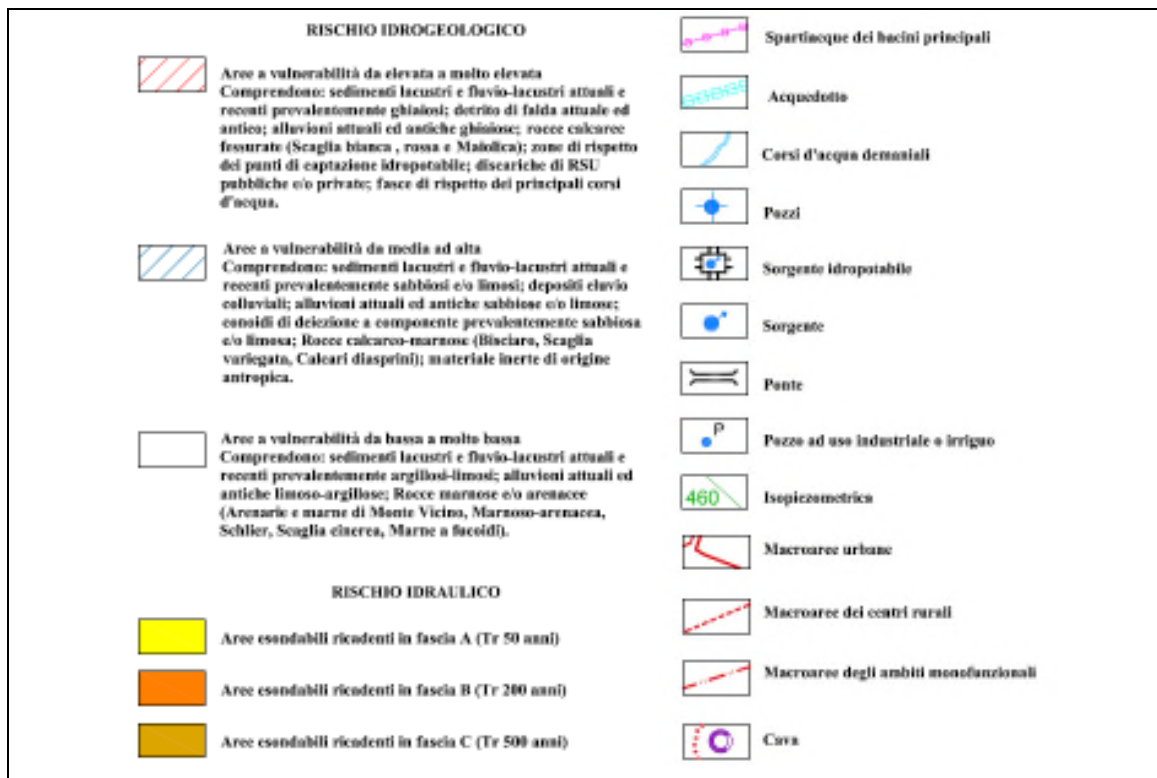 RISCHIO IDROGEOLOGICO
Aree a vulnerabilità da elevata a molto elevata
Comprendono: sedimenti lacustri e fluvio-lacustri attuali e
recenti prevalentemente ghiaiosi; detrito di falda attuale ed
antico; alluvioni attuali ed antiche ghiaiose; rocce calcaree
fessurate (Scaglia bianca , rossa e Maiolica); zone di rispetto
dei punti di captazione idropotabile; discariche di RSU
pubbliche e/o private; fasce di rispetto dei principali corsi
d'acqua.
Aree a vulnerabilità da media ad alta
Comprendono: sedimenti lacustri e fluvio-lacustri attuali e
recenti prevalentemente sabbiosi e/o limosi; depositi eluvio
colluviali; alluvioni attuali ed antiche sabbiose e/o limose;
conoidi di deiezione a componente prevalentemente sabbiosa
e/o limosa; Rocce calcareo-marnose (Bisciaro, Scaglia
variegata, Calcari diasprini); materiale inerte di origine
antropica.
Aree a vulnerabilità da bassa a molto bassa
Comprendono: sedimenti lacustri e fluvio-lacustri attuali e
recenti prevalentemente argillosi-limosi; alluvioni attuali ed
antiche limoso-argillose; Rocce marnose e/o arenacee
(Arenarie e marne di Monte Vicino, Marnoso-arenacea,
Schlier, Scaglia cinerea, Marne a fucoidi).
RISCHIO IDRAULICO
Aree esondabili ricadenti in fascia A (Tr 50 anni)
Aree esondabili ricadenti in fascia B (Tr 200 anni)
Aree esondabili ricadenti in fascia C (Tr 500 anni)
Spartiacque dei bacini principali
Acquedotto
Corsi d'acqua demaniali
Pozzi
Sorgente idropotabile
Sorgente
Ponte
P
Pozzo ad uso industriale o irriguo
460
Isopiezometrica
Macroaree urbane
Macroaree dei centri rurali
Macroaree degli ambiti monofunzionali
Cava